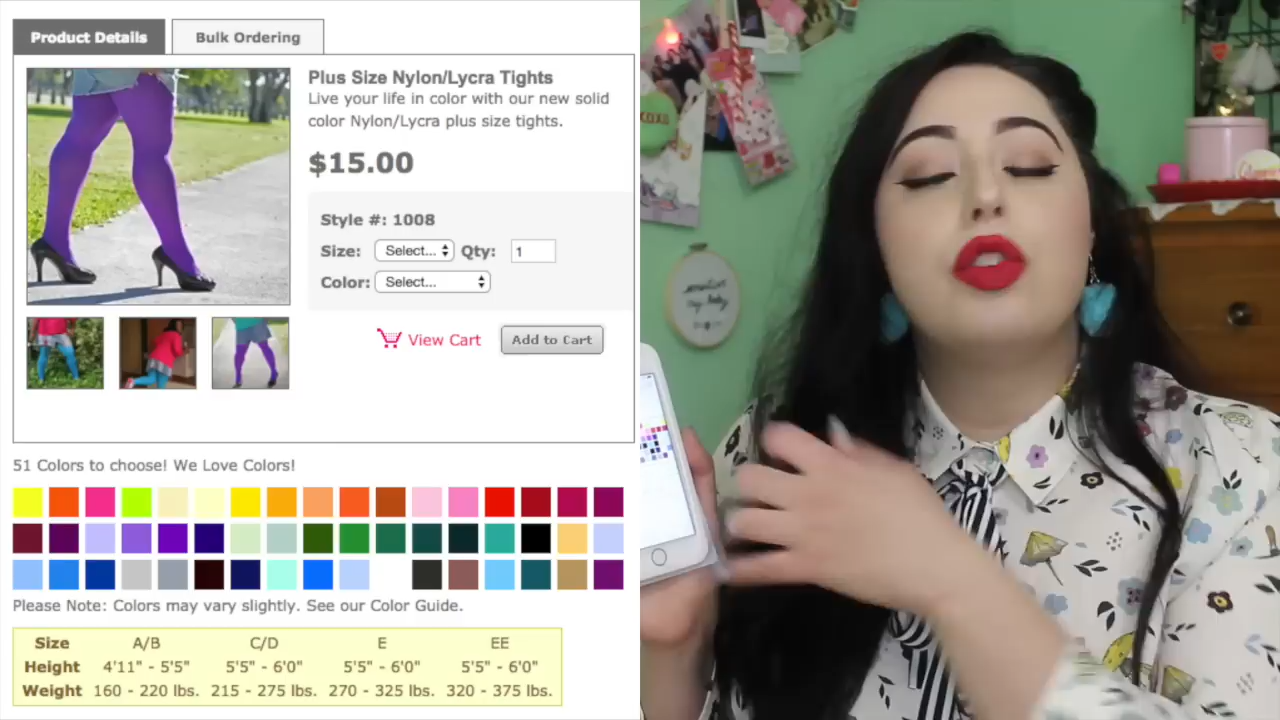 Product Details
Bulk Ordering
Plus Size Nylon/Lycra Tights
Live your life in color with our new solid
color Nylon/Lycra plus size tights.
$15.00
Style #: 1008
Size: Select... Qty: 1
Color: Select...
View Cart
Add to Cart
51 Colors to choose! We Love Colors!
Please Note: Colors may vary slightly. See our Color Guide.
Size A/B C/D E EE
Height 4'11" - 5'5" 5'5" - 6'0" 5'5" - 6'0" 5'5" - 6'0"
Weight 160 - 220 lbs. 215 - 275 lbs. 270 - 325 lbs. 320 - 375 lbs.
XOXO